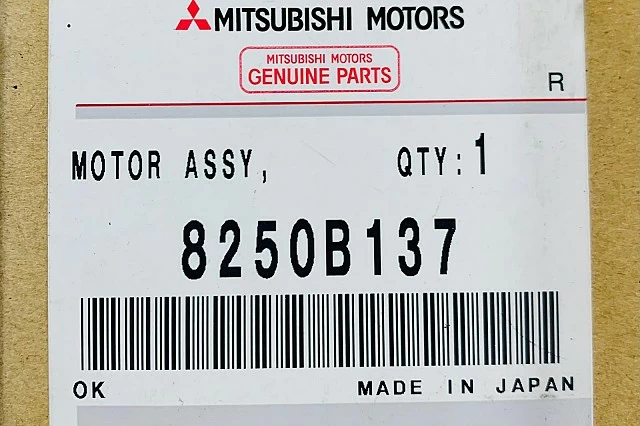 MITSUBISHI MOTORS
MITSUBISHI MOTORS
GENUINE PARTS
R
MOTOR ASSY, QTY:1
8250B137
OK MADE IN JAPAN